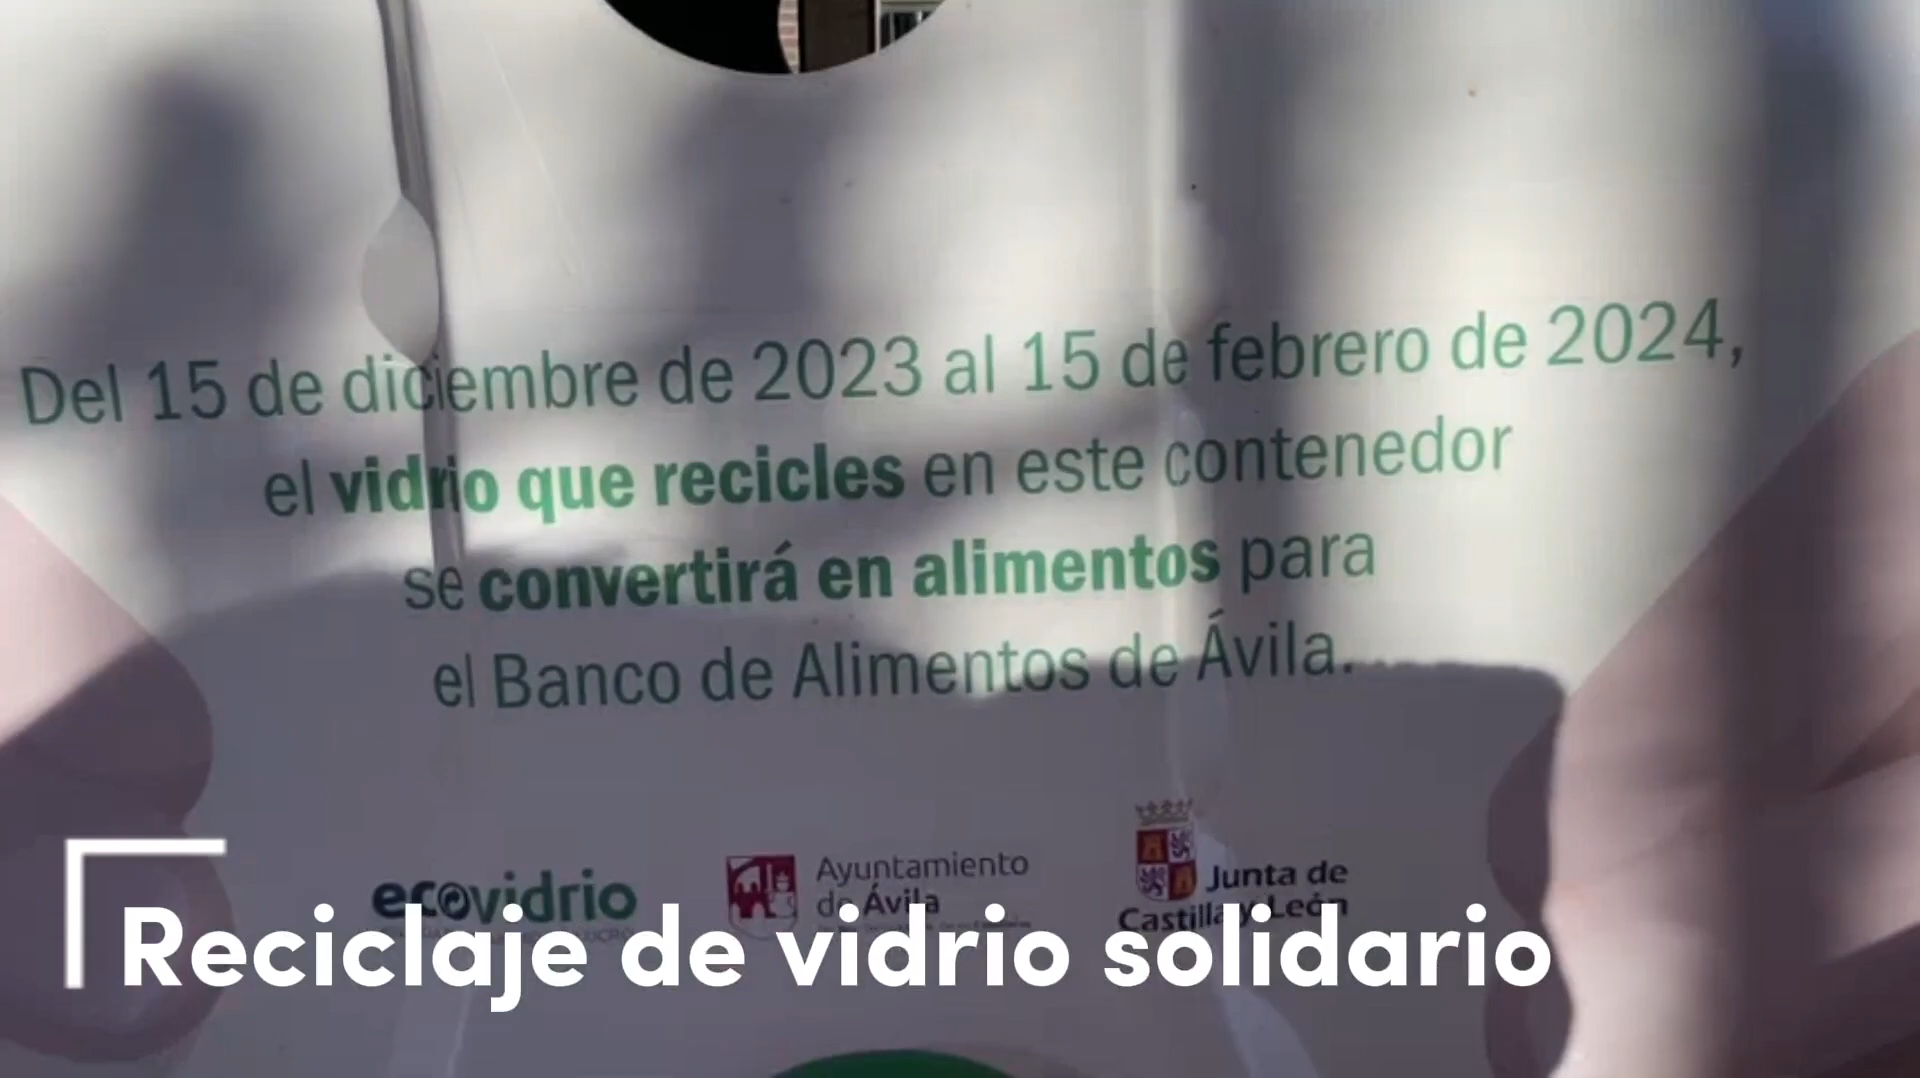 Del 15 de diciembre de 2023 al 15 de febrero de 2024,
el vidrio que recicles en este contenedor
se convertirá en alimentos para
el Banco de Alimentos de Ávila.
ecovidrio
Ayuntamiento
de Ávila
Junta de
Castilla y León
Reciclaje de vidrio solidario